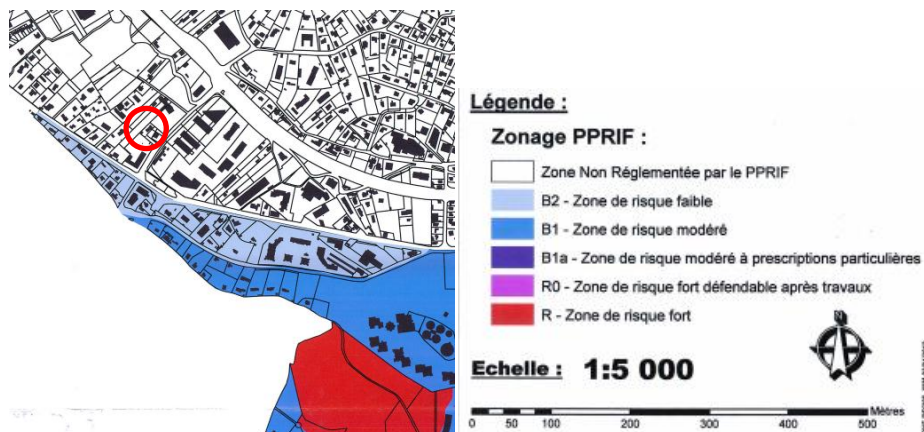 Légende :
Zonage PPRIF :
Zone Non Réglementée par le PPRIF
B2 - Zone de risque faible
B1 - Zone de risque modéré
B1a - Zone de risque modéré à prescriptions particulières
R0 - Zone de risque fort défendable après travaux
R - Zone de risque fort
N
Echelle : 1:5 000
Mètres
0 50 100 200 300 400 500